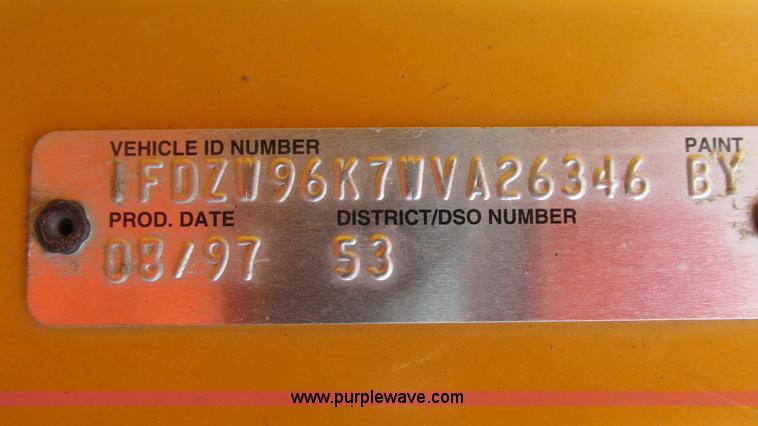 VEHICLE ID NUMBER PAINT
1FDZW96K7WVA26346 BY
PROD. DATE DISTRICT/DSO NUMBER
08/97 53
www.purplewave.com